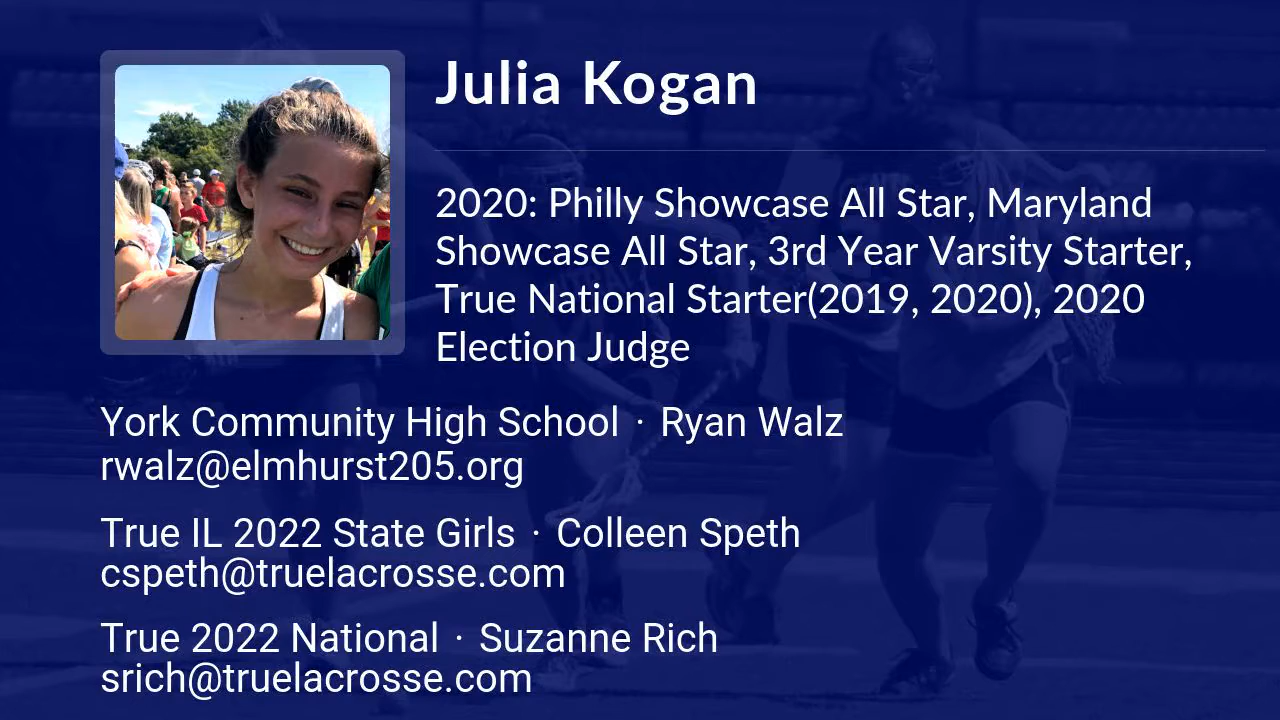 Julia Kogan
2020: Philly Showcase All Star, Maryland
Showcase All Star, 3rd Year Varsity Starter,
True National Starter(2019, 2020), 2020
Election Judge
York Community High School · Ryan Walz
rwalz@elmhurst205.org
True IL 2022 State Girls · Colleen Speth
cspeth@truelacrosse.com
True 2022 National · Suzanne Rich
srich@truelacrosse.com